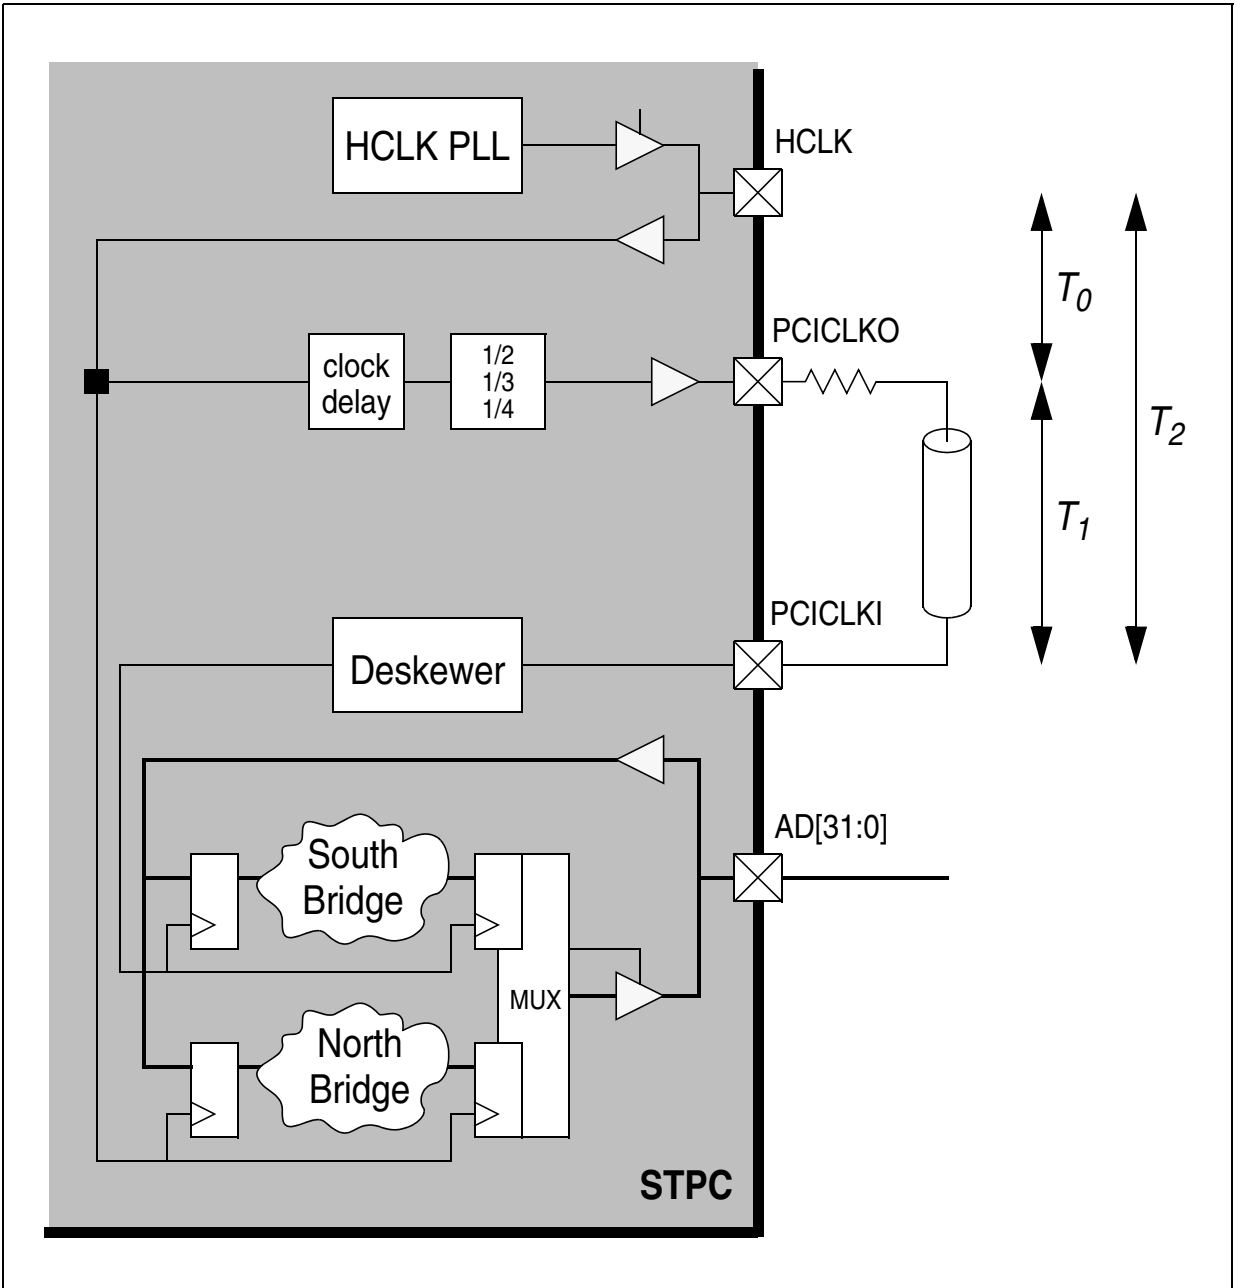 HCLK PLL
HCLK
T0
PCICLKO
clock
delay
1/2
1/3
1/4
T2
T1
PCICLKI
Deskewer
AD[31:0]
South
Bridge
MUX
North
Bridge
STPC